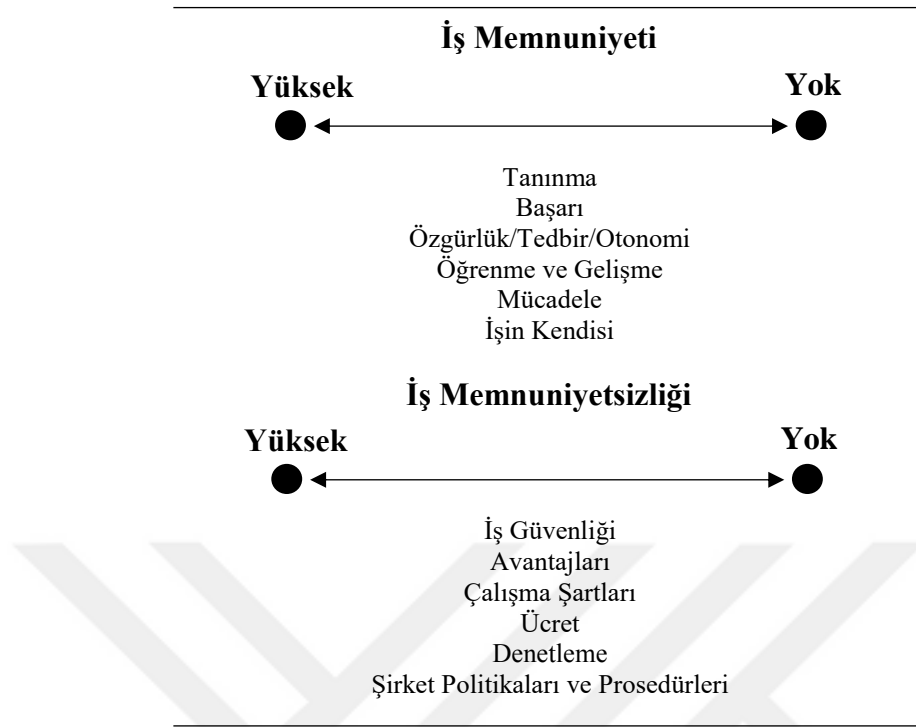 İş Memnuniyeti
Yüksek Yok
Tanınma
Başarı
Özgürlük/Tedbir/Otonomi
Öğrenme ve Gelişme
Mücadele
İşin Kendisi
İş Memnuniyetsizliği
Yüksek Yok
İş Güvenliği
Avantajları
Çalışma Şartları
Ücret
Denetleme
Şirket Politikaları ve Prosedürleri